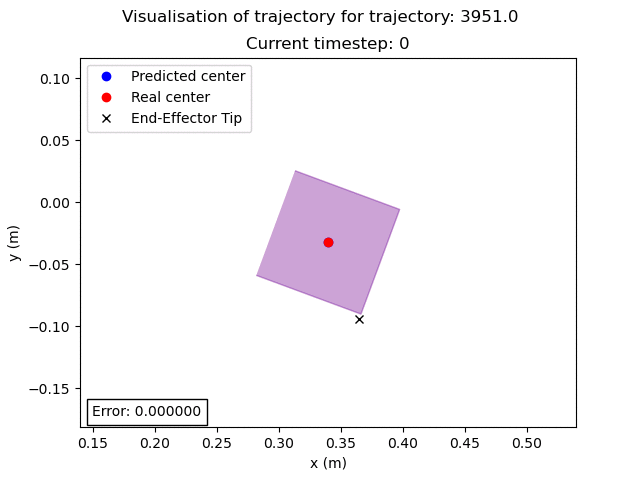 Visualisation of trajectory for trajectory: 3951.0
Current timestep: 0
Predicted center
Real center
End-Effector Tip
0.10
0.05
0.00
−0.05
−0.10
−0.15
y (m)
Error: 0.000000
0.15 0.20 0.25 0.30 0.35 0.40 0.45 0.50
x (m)